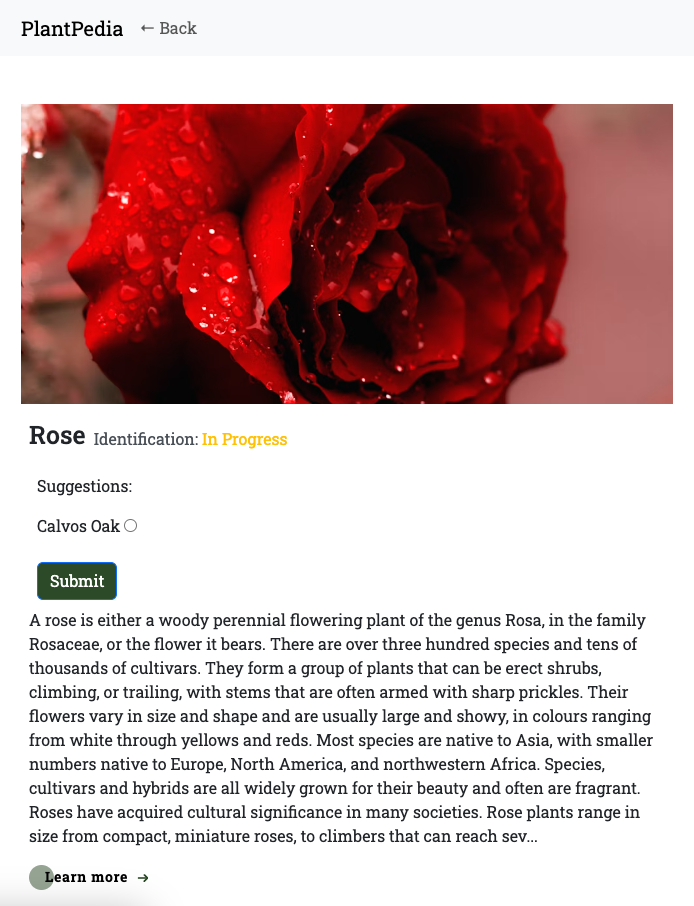 PlantPedia ← Back
Rose Identification: In Progress
Suggestions:
Calvos Oak
Submit
A rose is either a woody perennial flowering plant of the genus Rosa, in the family
Rosaceae, or the flower it bears. There are over three hundred species and tens of
thousands of cultivars. They form a group of plants that can be erect shrubs,
climbing, or trailing, with stems that are often armed with sharp prickles. Their
flowers vary in size and shape and are usually large and showy, in colours ranging
from white through yellows and reds. Most species are native to Asia, with smaller
numbers native to Europe, North America, and northwestern Africa. Species,
cultivars and hybrids are all widely grown for their beauty and often are fragrant.
Roses have acquired cultural significance in many societies. Rose plants range in
size from compact, miniature roses, to climbers that can reach sev...
Learn more →